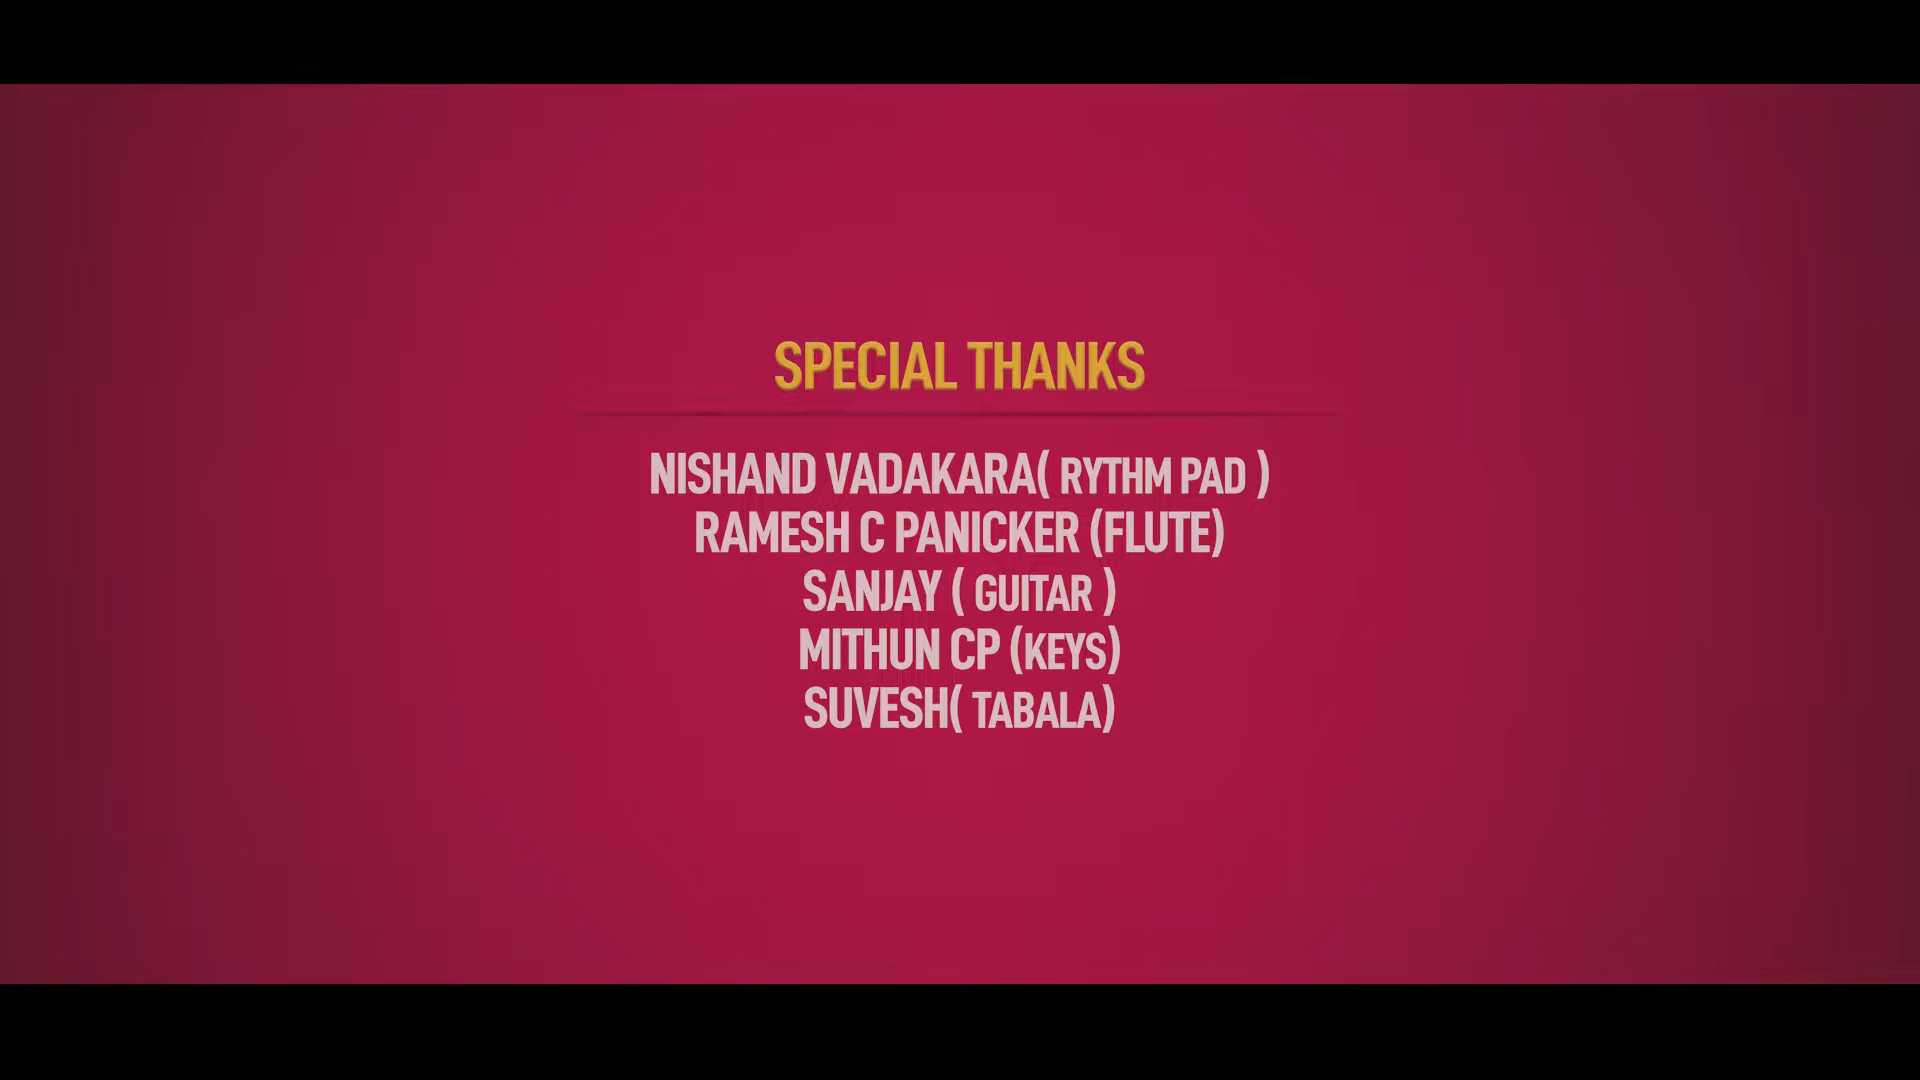 SPECIAL THANKS
NISHAND VADAKARA( RYTHM PAD )
RAMESH C PANICKER (FLUTE)
SANJAY ( GUITAR )
MITHUN CP (KEYS)
SUVESH( TABALA)